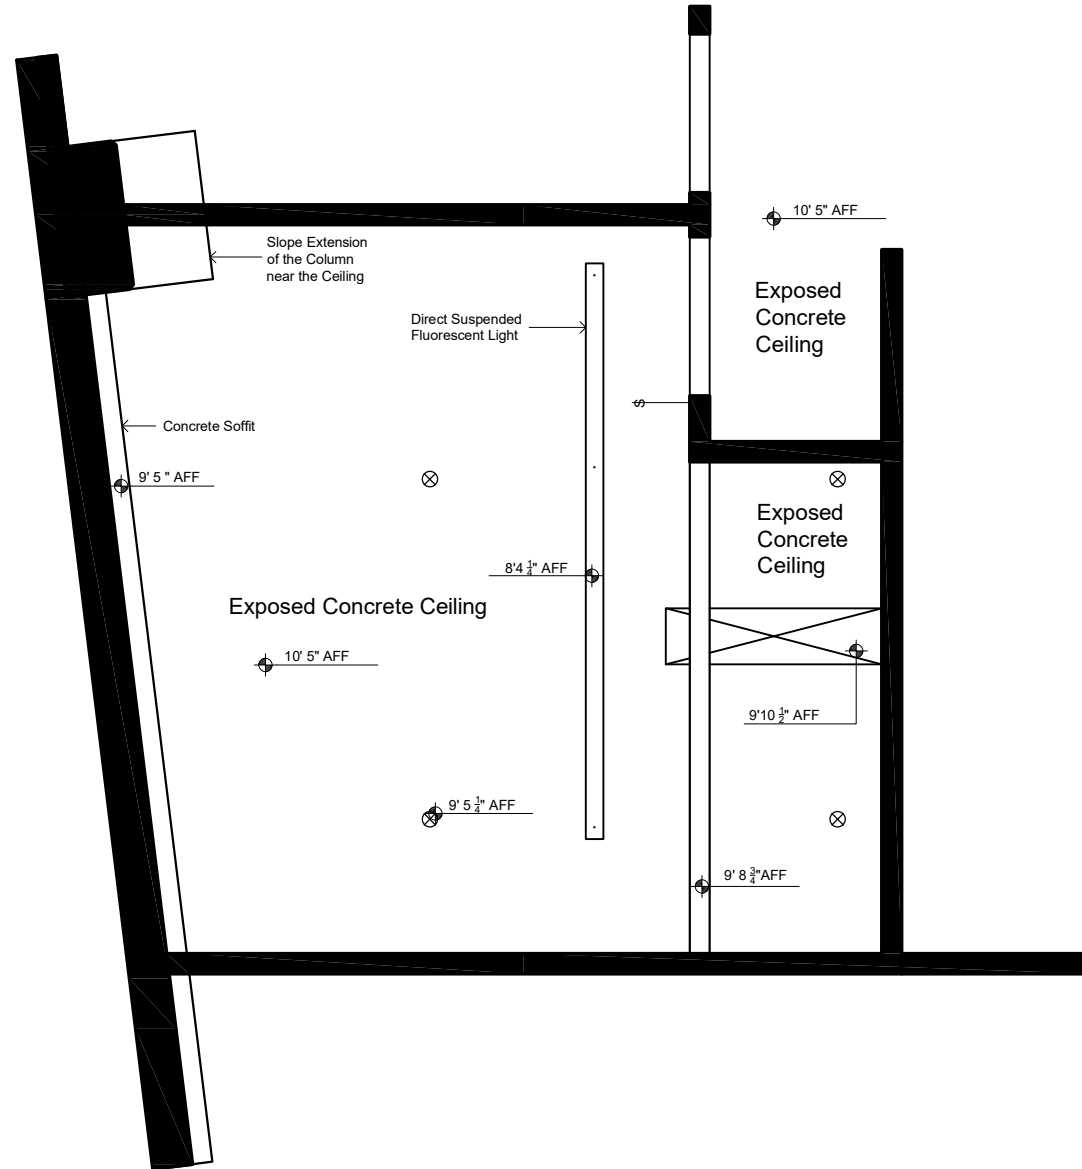 10' 5" AFF
Slope Extension
of the Column
near the Ceiling
Exposed
Concrete
Ceiling
Direct Suspended
Fluorescent Light
S
Concrete Soffit
9' 5 " AFF
Exposed
Concrete
Ceiling
8'4 1/4" AFF
Exposed Concrete Ceiling
10' 5" AFF
9'10 1/2" AFF
9' 5 1/4" AFF
9' 8 3/4"AFF